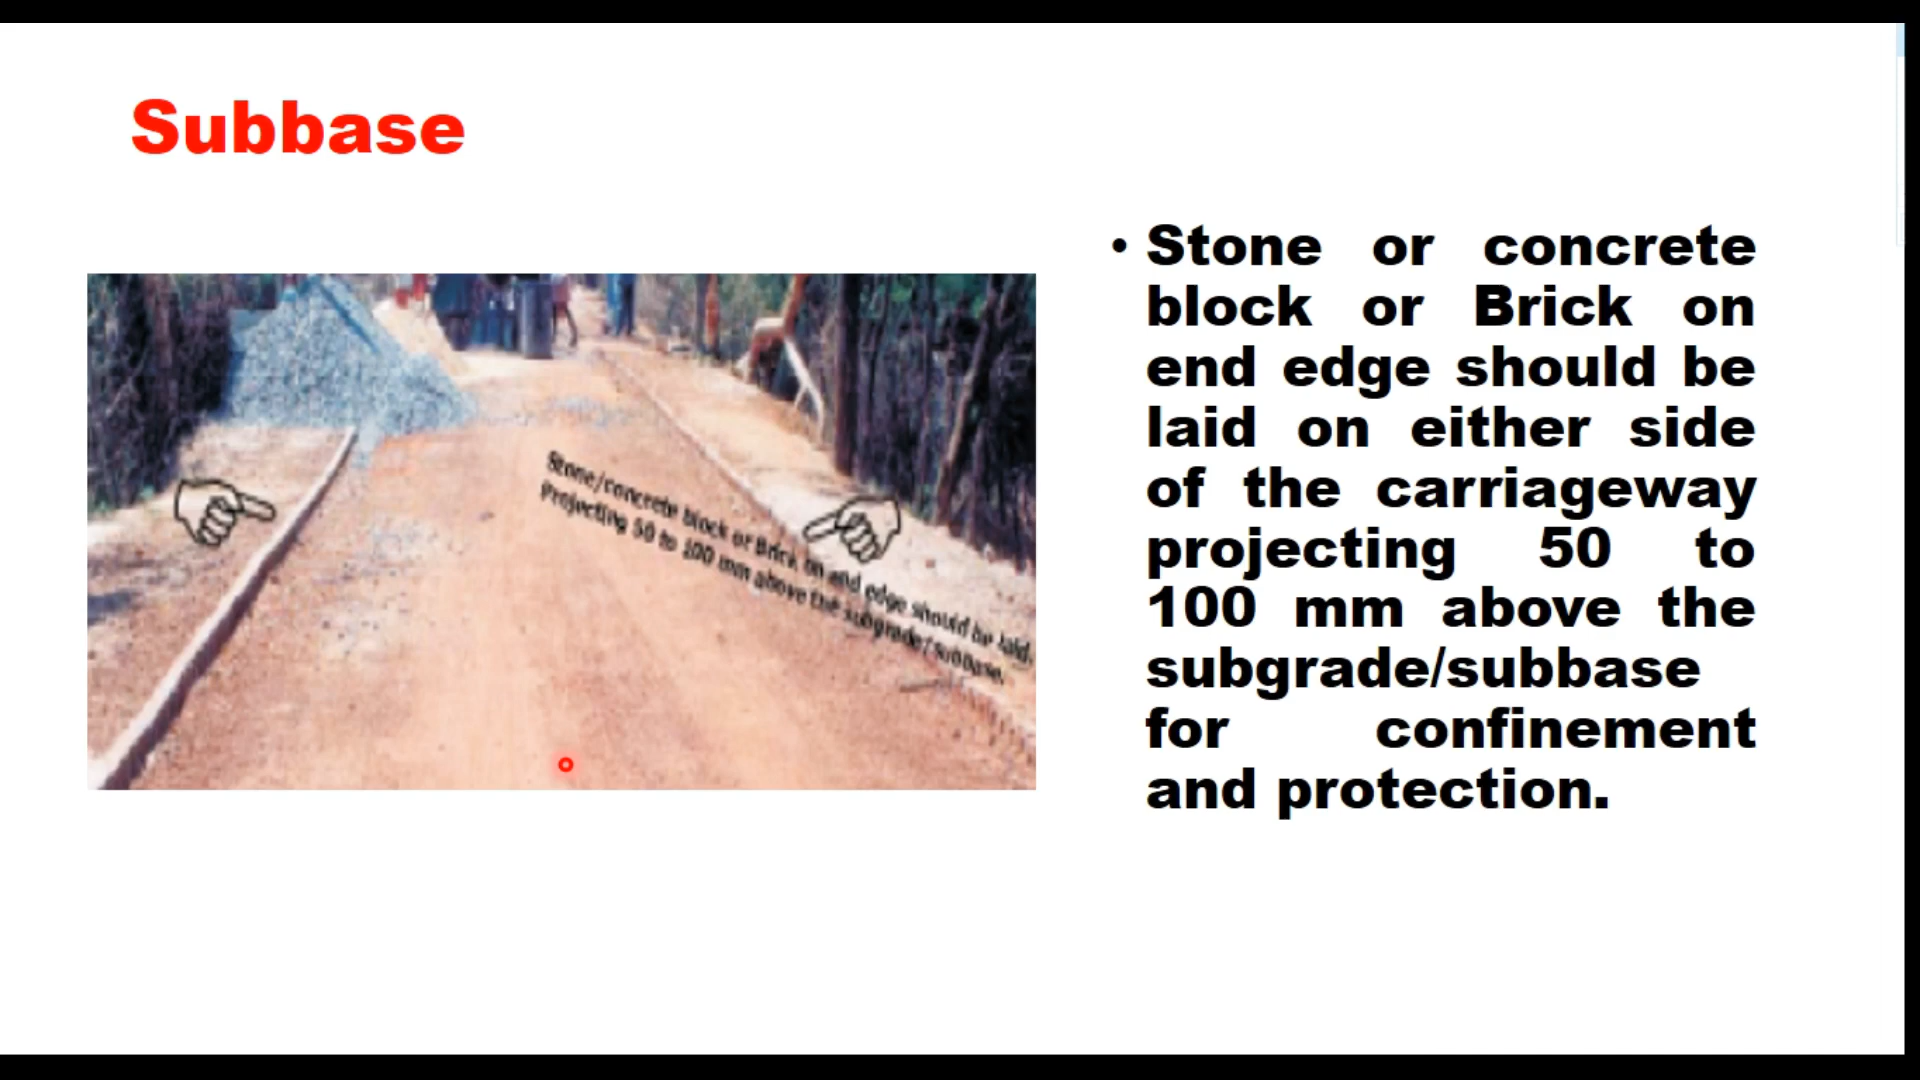 Subbase
Stone/concrete block or Brick on end edge should be laid.
Projecting 50 to 100 mm above the subgrade/subbase.
• Stone or concrete
block or Brick on
end edge should be
laid on either side
of the carriageway
projecting 50 to
100 mm above the
subgrade/subbase
for confinement
and protection.